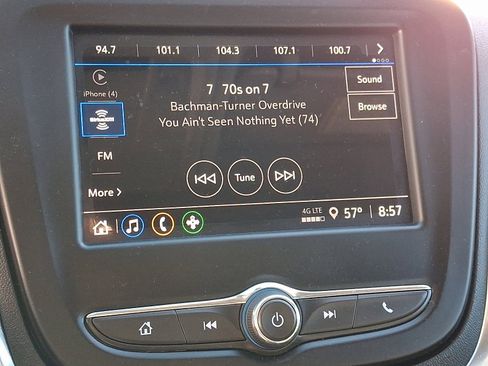 94.7 101.1 104.3 107.1 100.7
iPhone (4)
7 70s on 7
Sound
Bachman-Turner Overdrive
Browse
You Ain't Seen Nothing Yet (74)
SiriusXM
FM
Tune
More
4G LTE
57° 8:57